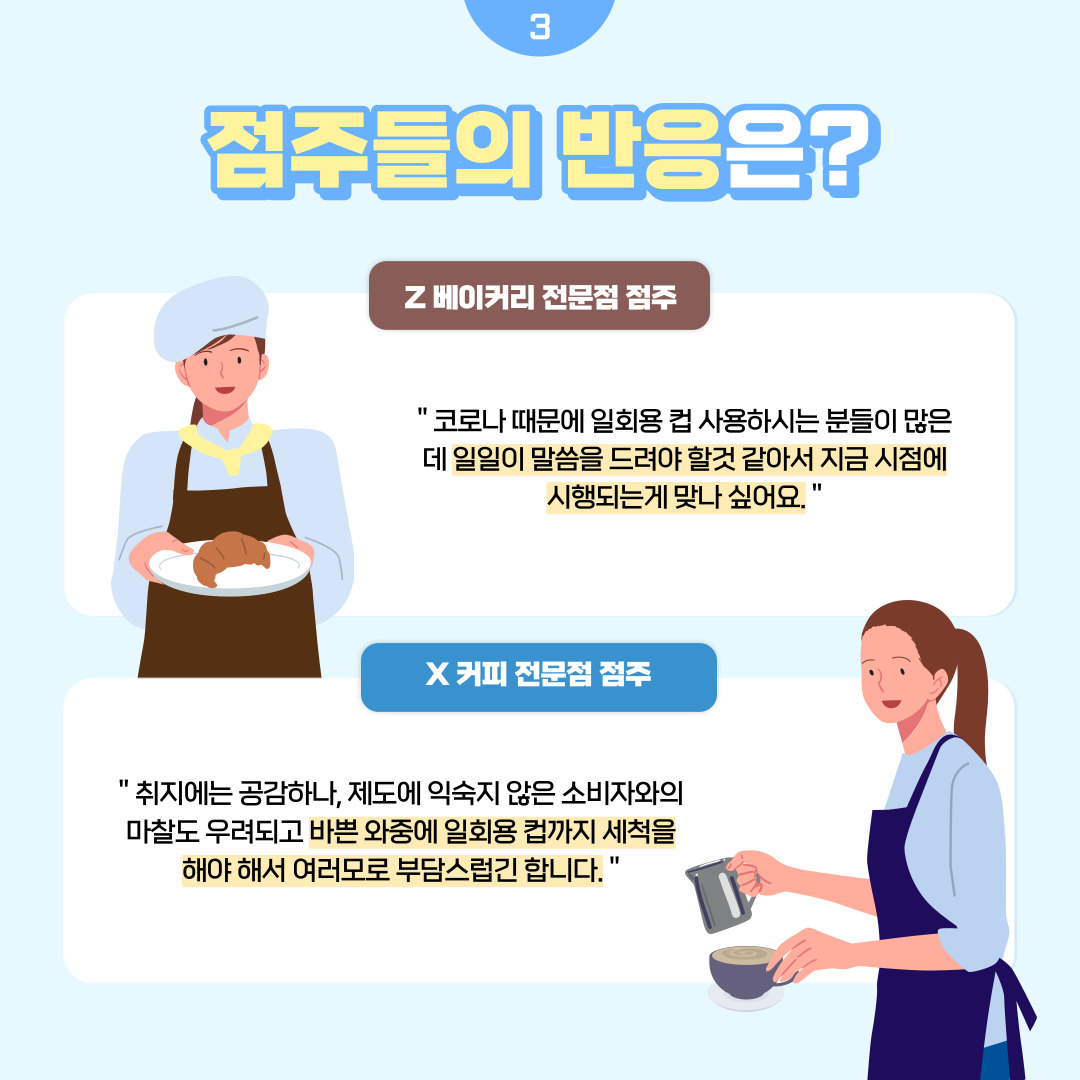 3
점주들의 반응은?
Z 베이커리 전문점 점주
" 코로나 때문에 일회용 컵 사용하시는 분들이 많은
데 일일이 말씀을 드려야 할것 같아서 지금 시점에
시행되는게 맞나 싶어요. "
X 커피 전문점 점주
" 취지에는 공감하나, 제도에 익숙지 않은 소비자와의
마찰도 우려되고 바쁜 와중에 일회용 컵까지 세척을
해야 해서 여러모로 부담스럽긴 합니다. "